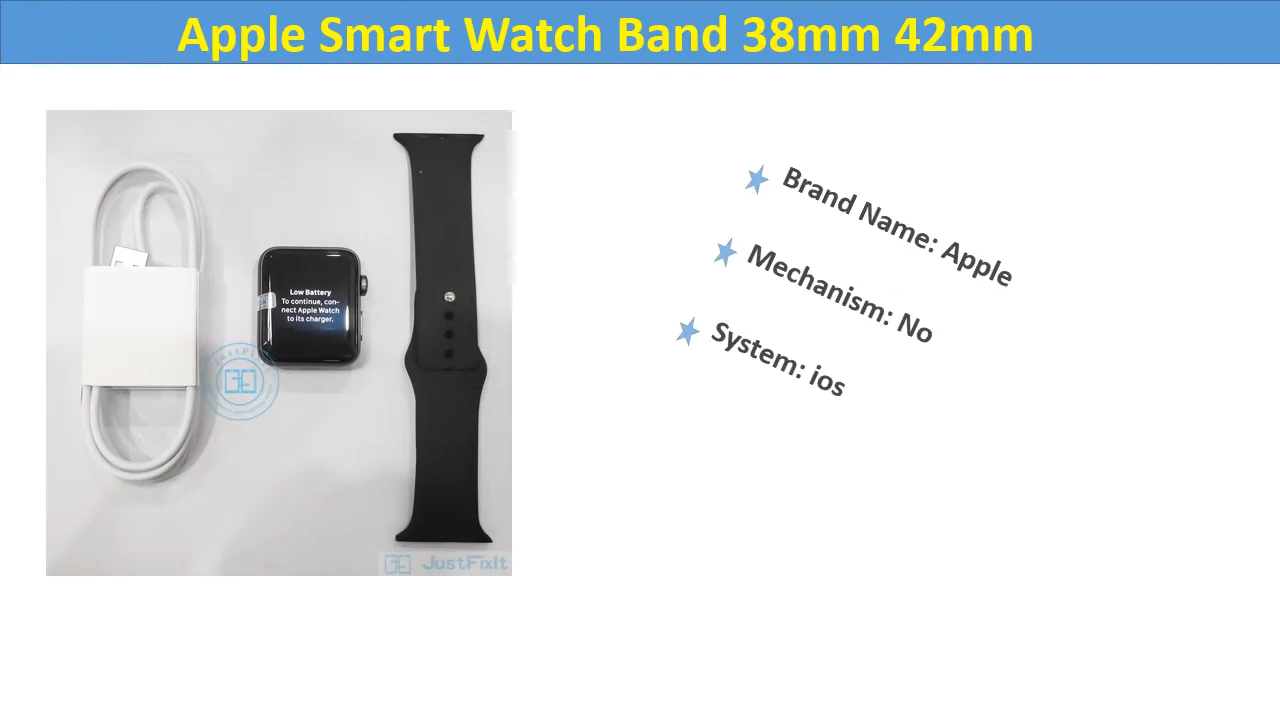 Apple Smart Watch Band 38mm 42mm
Brand Name: Apple
Mechanism: No
System: ios
Low Battery
To continue, con-
nect Apple Watch
to its charger.
JustFixIt
JustFixIt